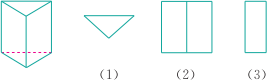 （1） （2） （3）